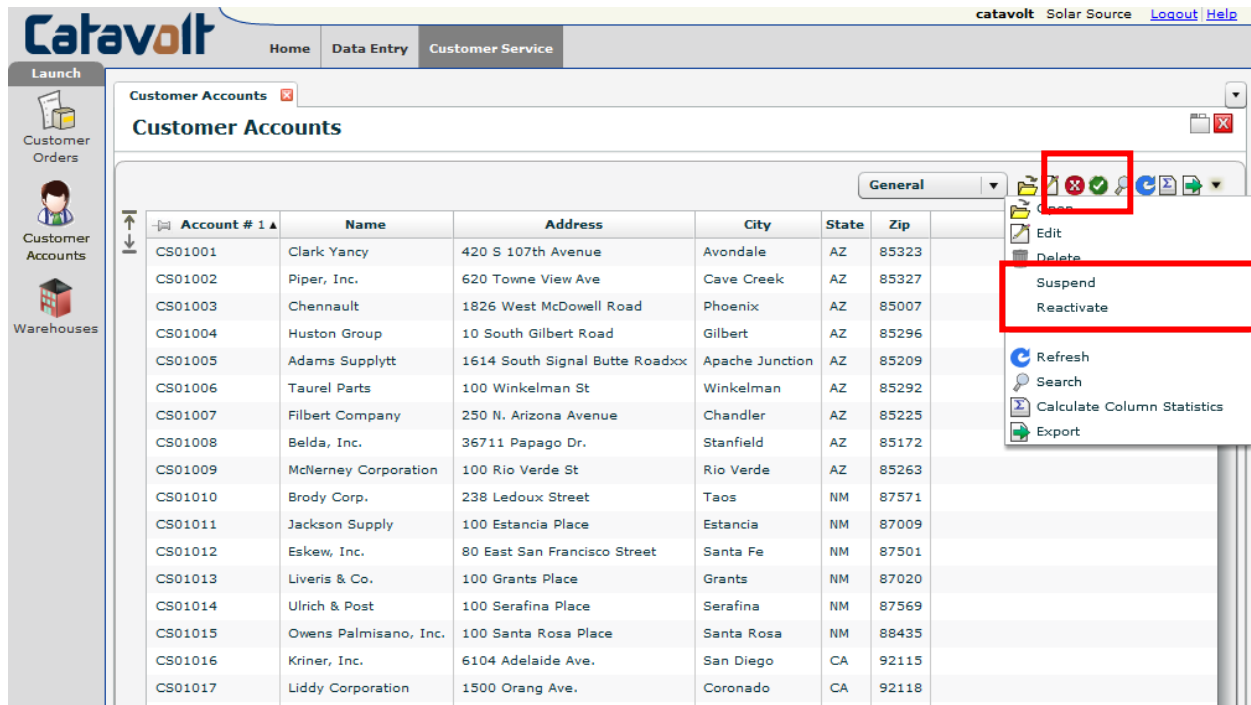 catavolt Solar Source Logout Help
Catavolt
Home Data Entry Customer Service
Launch
Customer Orders
Customer Accounts
Warehouses
Customer Accounts
Customer Accounts
General
Account # 1 Name Address City State Zip
CS01001 Clark Yancy 420 S 107th Avenue Avondale AZ 85323
CS01002 Piper, Inc. 620 Towne View Ave Cave Creek AZ 85327
CS01003 Chennault 1826 West McDowell Road Phoenix AZ 85007
CS01004 Huston Group 10 South Gilbert Road Gilbert AZ 85296
CS01005 Adams Supplytt 1614 South Signal Butte Roadxx Apache Junction AZ 85209
CS01006 Taurel Parts 100 Winkelman St Winkelman AZ 85292
CS01007 Filbert Company 250 N. Arizona Avenue Chandler AZ 85225
CS01008 Belda, Inc. 36711 Papago Dr. Stanfield AZ 85172
CS01009 McNerney Corporation 100 Rio Verde St Rio Verde AZ 85263
CS01010 Brody Corp. 238 Ledoux Street Taos NM 87571
CS01011 Jackson Supply 100 Estancia Place Estancia NM 87009
CS01012 Eskew, Inc. 80 East San Francisco Street Santa Fe NM 87501
CS01013 Liveris & Co. 100 Grants Place Grants NM 87020
CS01014 Ulrich & Post 100 Serafina Place Serafina NM 87569
CS01015 Owens Palmisano, Inc. 100 Santa Rosa Place Santa Rosa NM 88435
CS01016 Kriner, Inc. 6104 Adelaide Ave. San Diego CA 92115
CS01017 Liddy Corporation 1500 Orang Ave. Coronado CA 92118
Open
Edit
Delete
Suspend
Reactivate
Refresh
Search
Calculate Column Statistics
Export